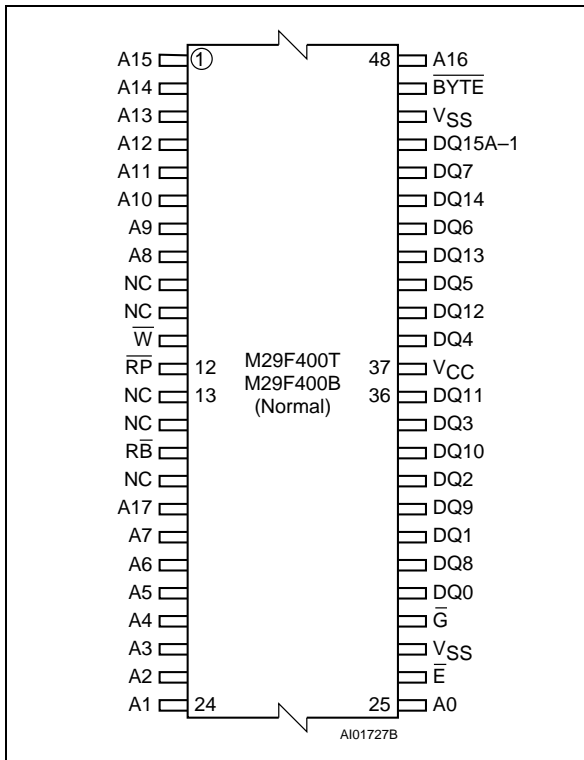 A15 ① 48 A16
A14 B̅Y̅T̅E̅
A13 VSS
A12 DQ15A–1
A11 DQ7
A10 DQ14
A9 DQ6
A8 DQ13
NC DQ5
NC DQ12
W̅ DQ4
R̅P̅ 12 M29F400T 37 VCC
NC 13 M29F400B 36 DQ11
NC (Normal) DQ3
RB̅ DQ10
NC DQ2
A17 DQ9
A7 DQ1
A6 DQ8
A5 DQ0
A4 G̅
A3 VSS
A2 E̅
A1 24 25 A0
AI01727B